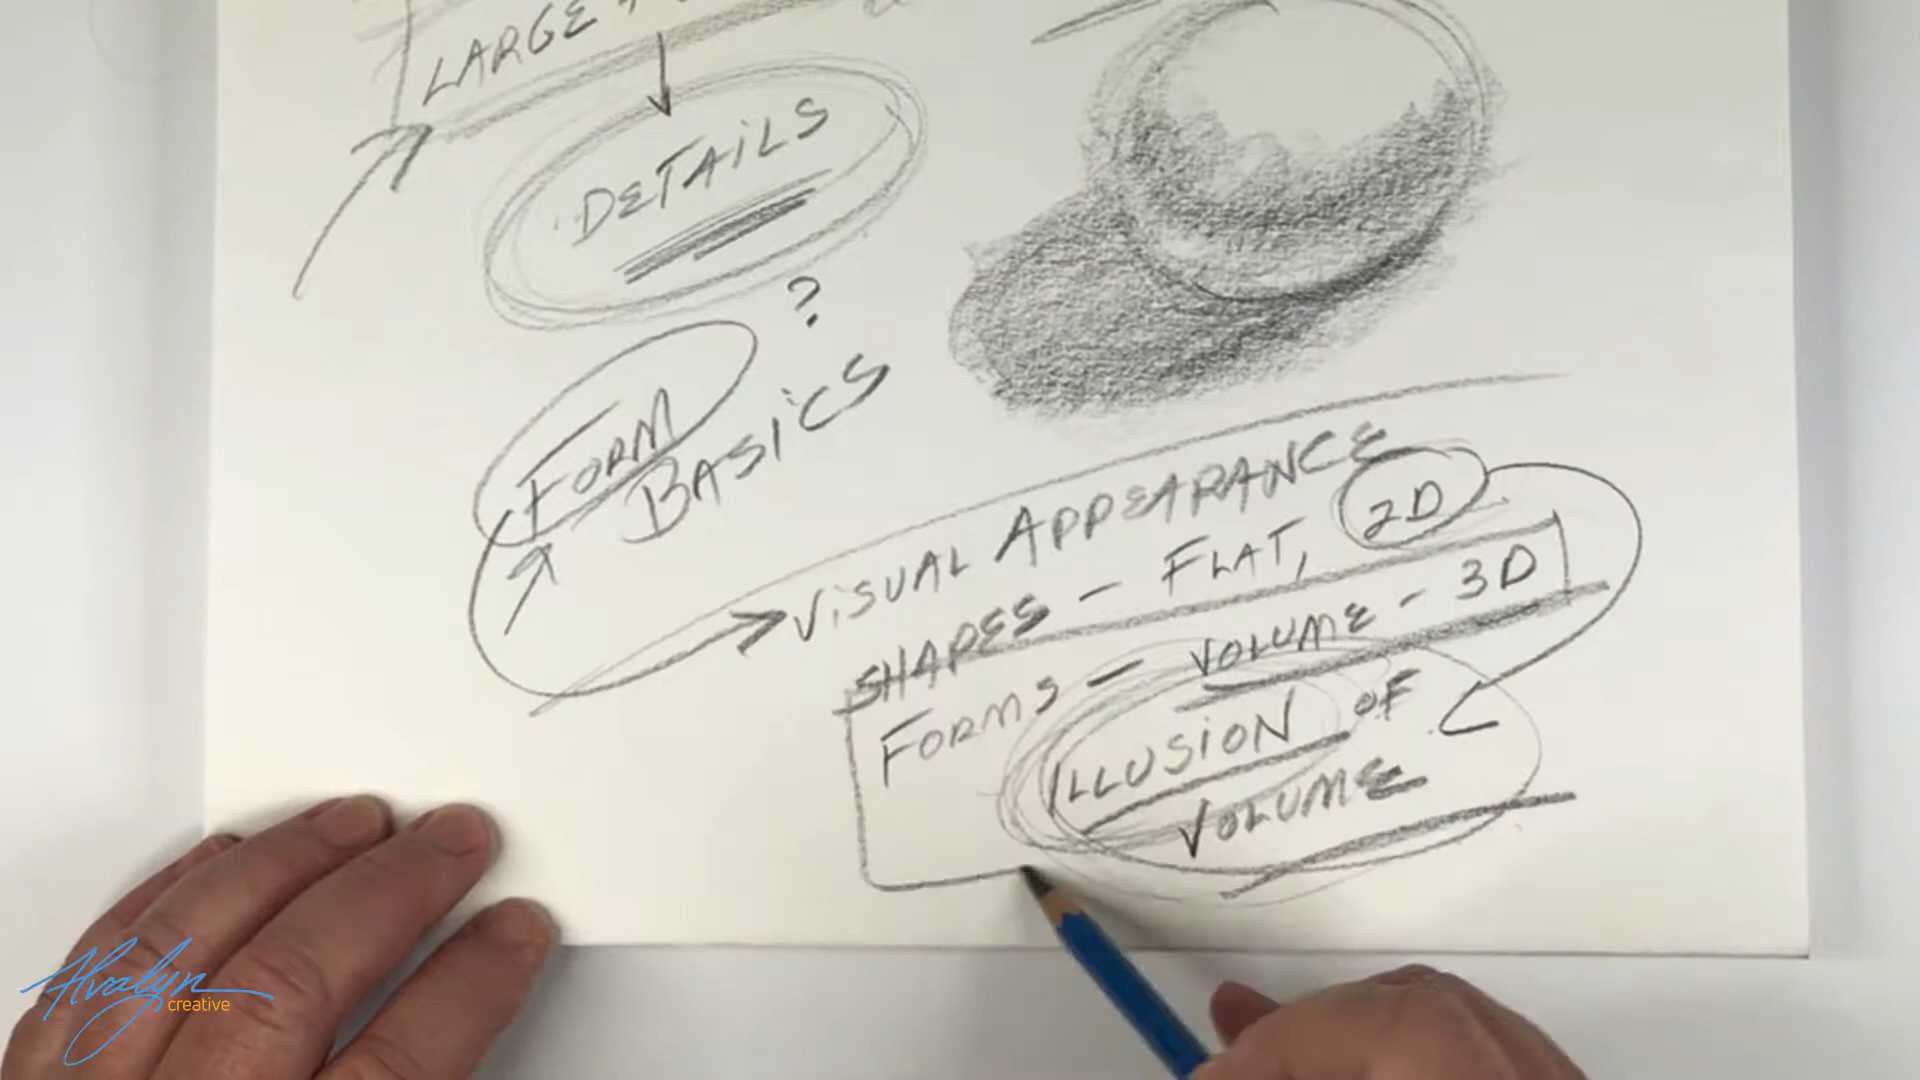 LARGE
DETAILS
?
FORM
BASICS
VISUAL APPEARANCE
SHAPES - FLAT, 2D
FORMS - VOLUME - 3D
ILLUSION OF
VOLUME
Alvalyn
creative